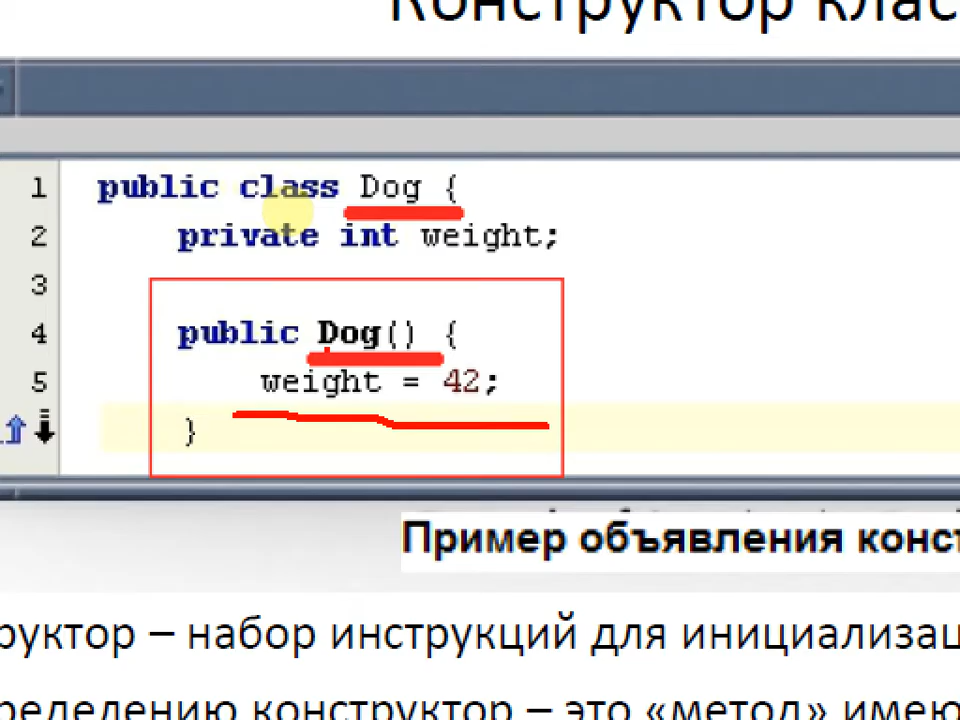 Конструктор клас
1 public class Dog {
2 private int weight;
3
4 public Dog() {
5 weight = 42;
}
Пример объявления конст
руктор – набор инструкций для инициализац
ределению конструктор – это «метод» имею